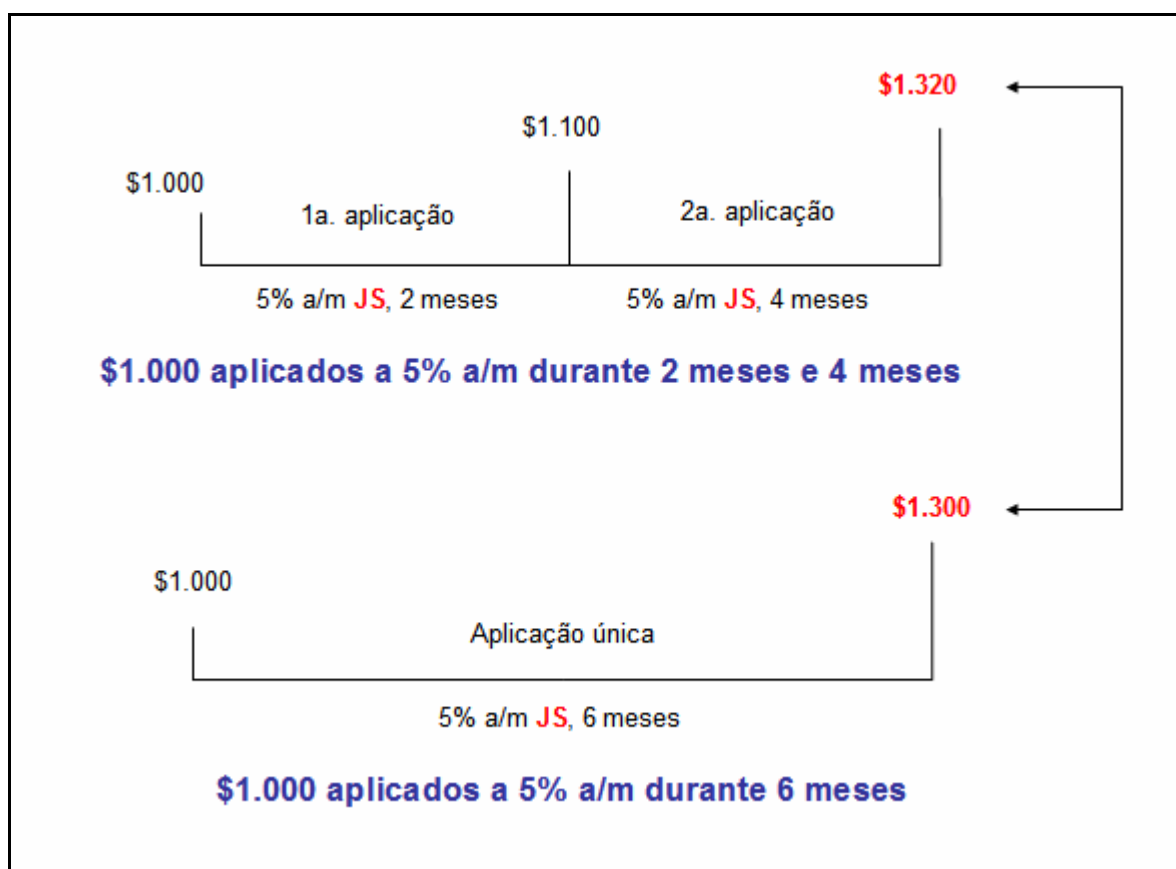 $1.320
$1.100
$1.000
1a. aplicação
2a. aplicação
5% a/m JS, 2 meses
5% a/m JS, 4 meses
$1.000 aplicados a 5% a/m durante 2 meses e 4 meses
$1.300
$1.000
Aplicação única
5% a/m JS, 6 meses
$1.000 aplicados a 5% a/m durante 6 meses